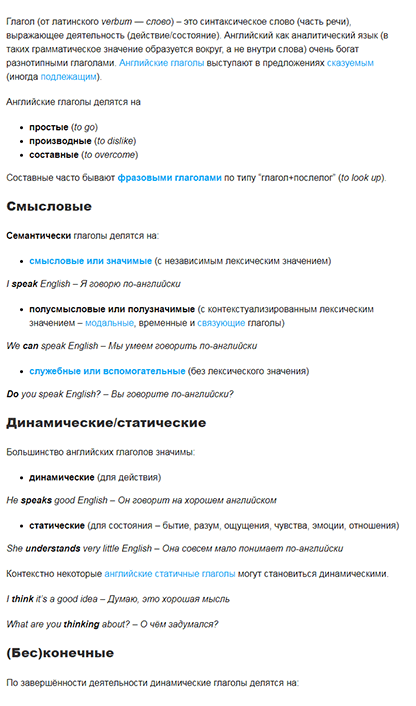 Глагол (от латинского verbum — слово) – это синтаксическое слово (часть речи),
выражающее деятельность (действие/состояние). Английский как аналитический язык (в
таких грамматическое значение образуется вокруг, а не внутри слова) очень богат
разнотипными глаголами. Английские глаголы выступают в предложениях сказуемым
(иногда подлежащим).
Английские глаголы делятся на
• простые (to go)
• производные (to dislike)
• составные (to overcome)
Составные часто бывают фразовыми глаголами по типу "глагол+послелог" (to look up).
Смысловые
Семантически глаголы делятся на:
• смысловые или значимые (с независимым лексическим значением)
I speak English – Я говорю по-английски
• полусмысловые или полузначимые (с контекстуализированным лексическим
значением – модальные, временные и связующие глаголы)
We can speak English – Мы умеем говорить по-английски
• служебные или вспомогательные (без лексического значения)
Do you speak English? – Вы говорите по-английски?
Динамические/статические
Большинство английских глаголов значимы:
• динамические (для действия)
He speaks good English – Он говорит на хорошем английском
• статические (для состояния – бытие, разум, ощущения, чувства, эмоции, отношения)
She understands very little English – Она совсем мало понимает по-английски
Контекстно некоторые английские статичные глаголы могут становиться динамическими.
I think it's a good idea – Думаю, это хорошая мысль
What are you thinking about? – О чём задумался?
(Бес)конечные
По завершённости деятельности динамические глаголы делятся на: